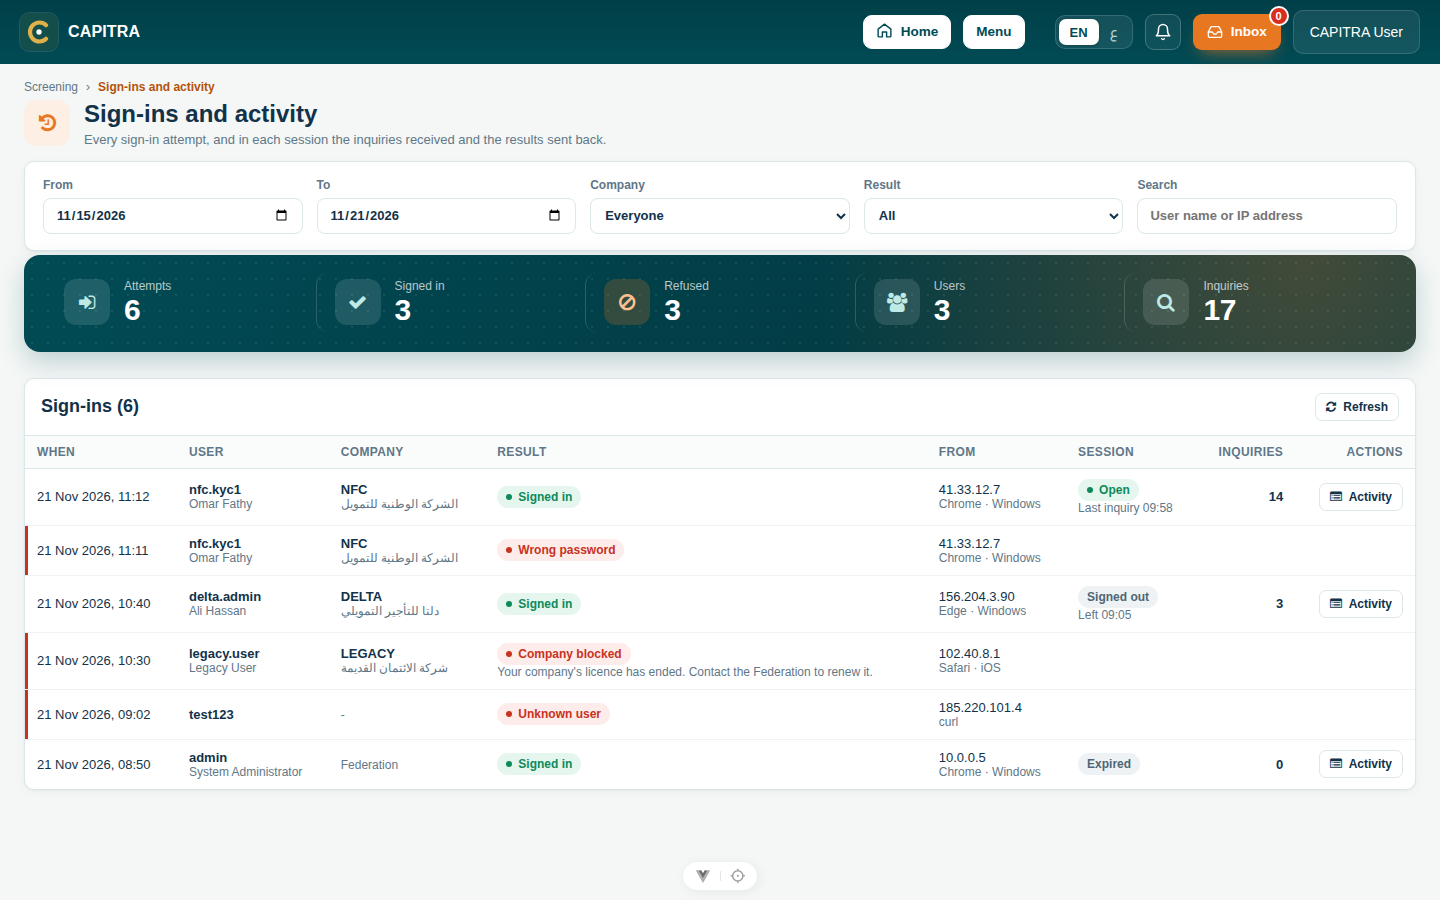 CAPITRA
Home
Menu
EN
ع
Inbox
0
CAPITRA User
Screening › Sign-ins and activity
Sign-ins and activity
Every sign-in attempt, and in each session the inquiries received and the results sent back.
From To Company Result Search
11/15/2026 11/21/2026 Everyone All User name or IP address
Attempts
6
Signed in
3
Refused
3
Users
3
Inquiries
17
Sign-ins (6)
Refresh
WHEN USER COMPANY RESULT FROM SESSION INQUIRIES ACTIONS
21 Nov 2026, 11:12 nfc.kyc1 NFC Signed in 41.33.12.7 Open 14 Activity
Omar Fathy الشركة الوطنية للتمويل Chrome · Windows Last inquiry 09:58
21 Nov 2026, 11:11 nfc.kyc1 NFC Wrong password 41.33.12.7
Omar Fathy الشركة الوطنية للتمويل Chrome · Windows
21 Nov 2026, 10:40 delta.admin DELTA Signed in 156.204.3.90 Signed out 3 Activity
Ali Hassan دلتا للتأجير التمويلي Edge · Windows Left 09:05
21 Nov 2026, 10:30 legacy.user LEGACY Company blocked 102.40.8.1
Legacy User شركة الائتمان القديمة Your company's licence has ended. Contact the Federation to renew it. Safari · iOS
21 Nov 2026, 09:02 test123 - Unknown user 185.220.101.4
curl
21 Nov 2026, 08:50 admin Federation Signed in 10.0.0.5 Expired 0 Activity
System Administrator Chrome · Windows